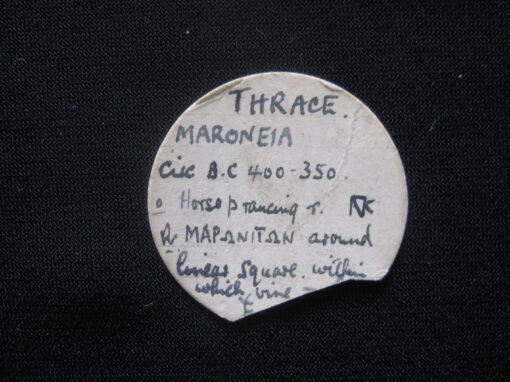 THRACE.
MARONEIA
Circ B.C 400-350.
o Horse prancing r.
R MAPΩNITΩN around
linear square. within
which vine